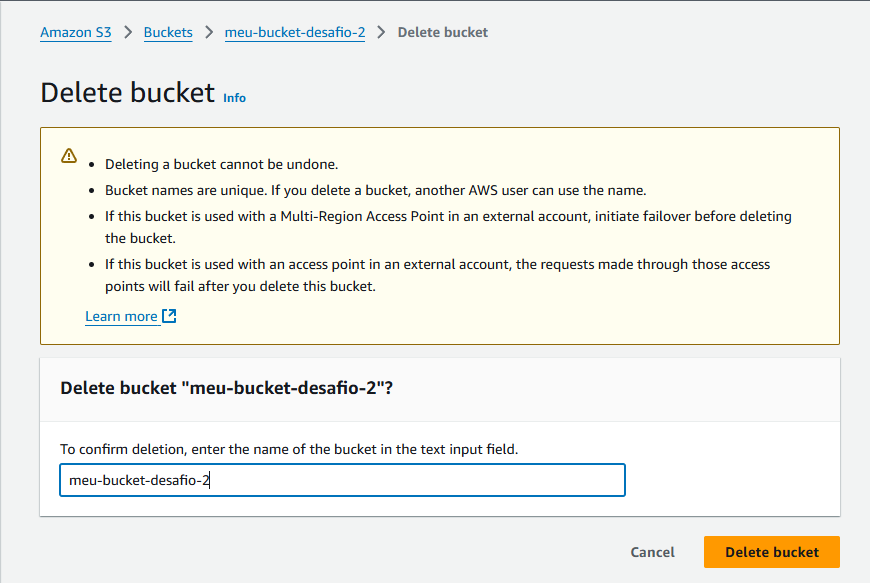 Amazon S3 > Buckets > meu-bucket-desafio-2 > Delete bucket
Delete bucket Info
• Deleting a bucket cannot be undone.
• Bucket names are unique. If you delete a bucket, another AWS user can use the name.
• If this bucket is used with a Multi-Region Access Point in an external account, initiate failover before deleting
the bucket.
• If this bucket is used with an access point in an external account, the requests made through those access
points will fail after you delete this bucket.
Learn more
Delete bucket "meu-bucket-desafio-2"?
To confirm deletion, enter the name of the bucket in the text input field.
meu-bucket-desafio-2
Cancel Delete bucket